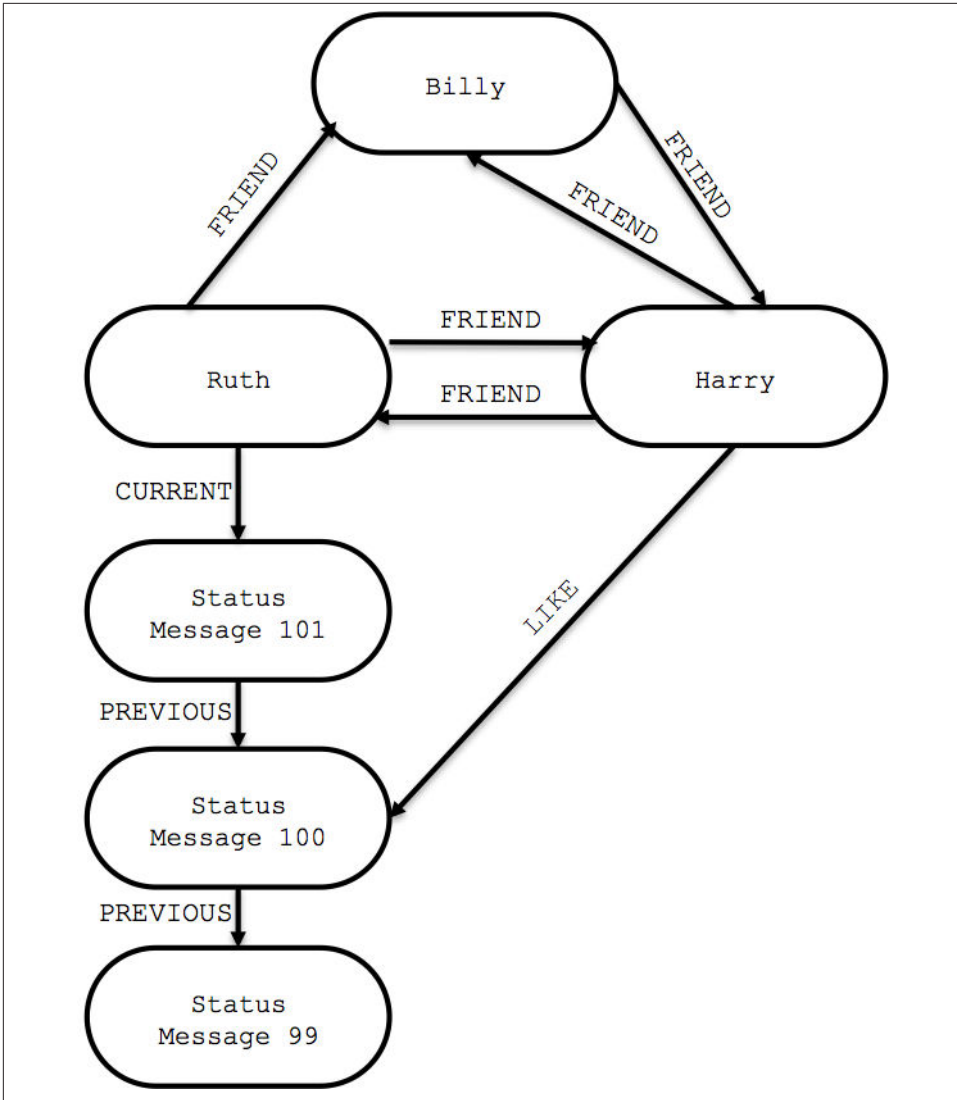 Billy
FRIEND
FRIEND
FRIEND
Ruth
FRIEND
FRIEND
Harry
CURRENT
Status
Message 101
LIKE
PREVIOUS
Status
Message 100
PREVIOUS
Status
Message 99